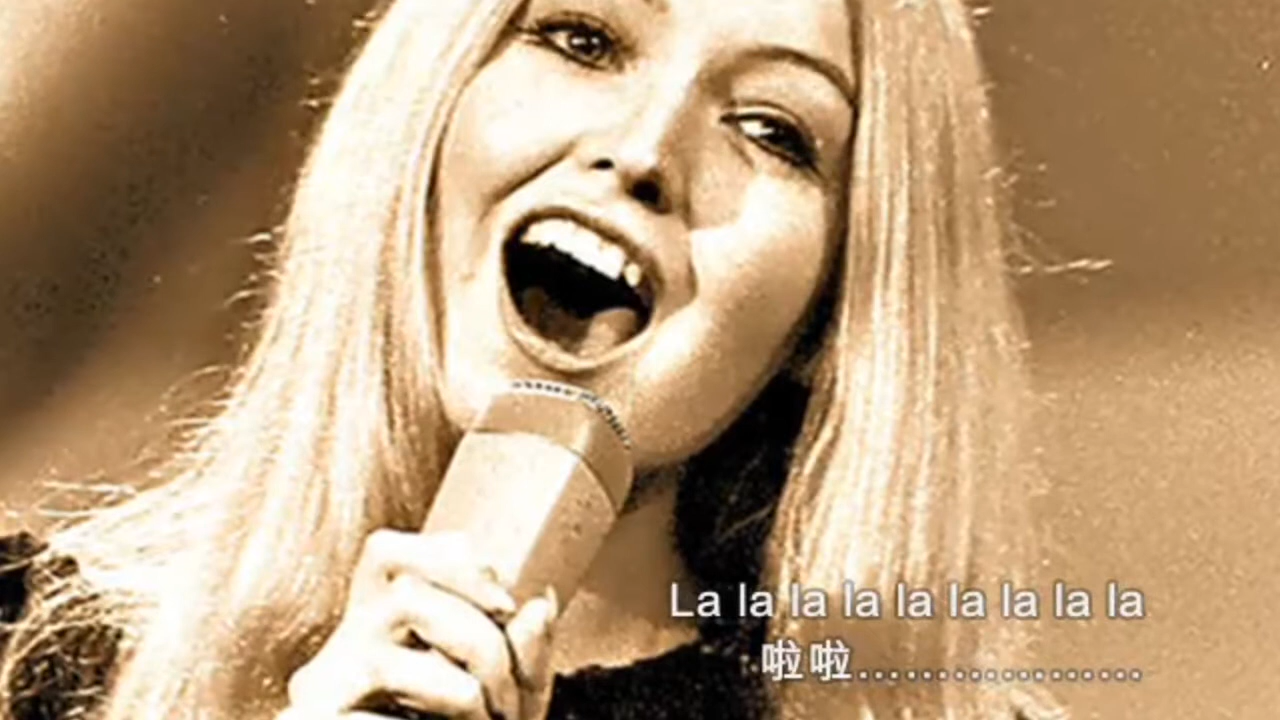 La la la la la la la la la
啦啦..................